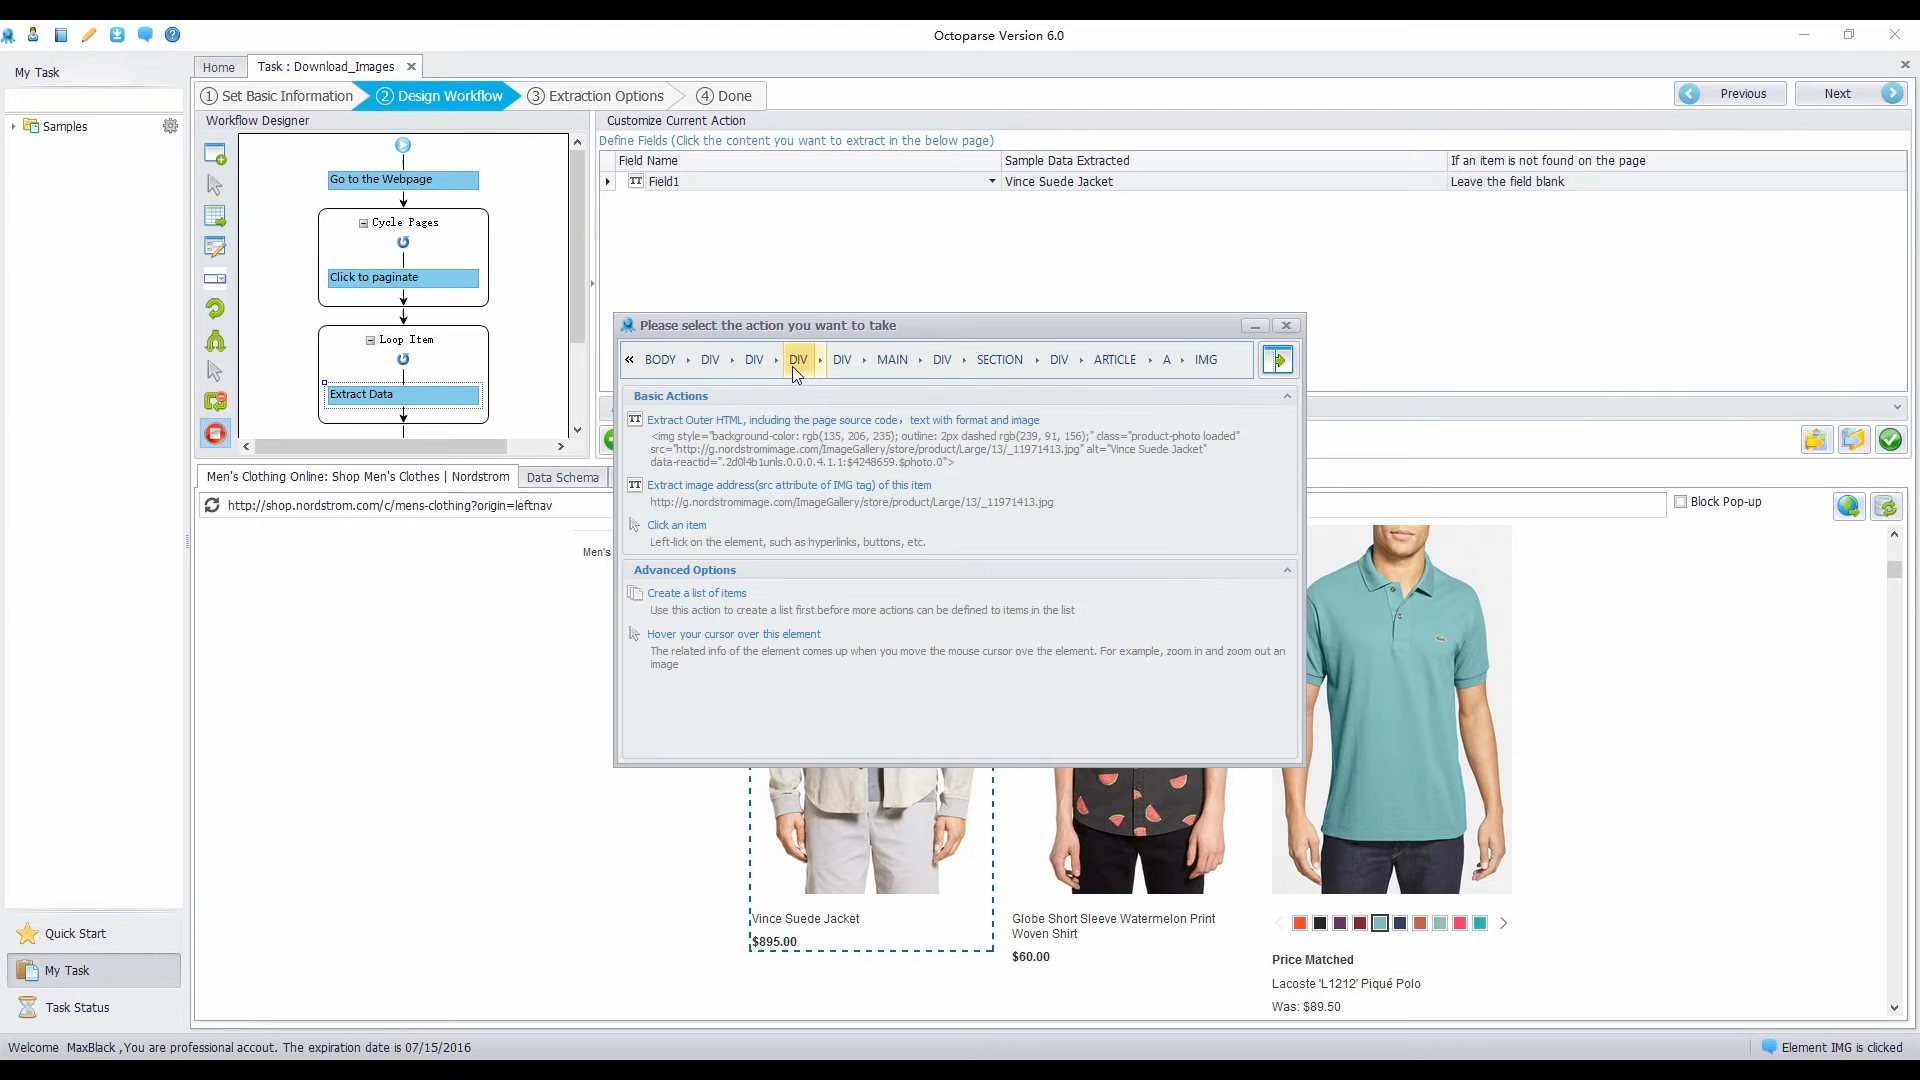 Octoparse Version 6.0
My Task
Home
Task : Download_Images
1 Set Basic Information
2 Design Workflow
3 Extraction Options
4 Done
Previous
Next
Samples
Workflow Designer
Customize Current Action
Define Fields (Click the content you want to extract in the below page)
Field Name
Sample Data Extracted
If an item is not found on the page
TT Field1
Vince Suede Jacket
Leave the field blank
Go to the Webpage
Cycle Pages
Click to paginate
Loop Item
Extract Data
Please select the action you want to take
« BODY DIV DIV DIV DIV MAIN DIV SECTION DIV ARTICLE A IMG
Basic Actions
TT Extract Outer HTML, including the page source code，text with format and image
<img style="background-color: rgb(135, 206, 235); outline: 2px dashed rgb(239, 91, 156);" class="product-photo loaded"
src="http://g.nordstromimage.com/ImageGallery/store/product/Large/13/_11971413.jpg" alt="Vince Suede Jacket"
data-reactid=".2d0l4b1unls.0.0.0.4.1.1:$4248659.$photo.0">
TT Extract image address(src attribute of IMG tag) of this item
http://g.nordstromimage.com/ImageGallery/store/product/Large/13/_11971413.jpg
Click an item
Left-lick on the element, such as hyperlinks, buttons, etc.
Advanced Options
Create a list of items
Use this action to create a list first before more actions can be defined to items in the list
Hover your cursor over this element
The related info of the element comes up when you move the mouse cursor ove the element. For example, zoom in and zoom out an
image
Men's Clothing Online: Shop Men's Clothes | Nordstrom
Data Schema
http://shop.nordstrom.com/c/mens-clothing?origin=leftnav
Block Pop-up
Men's
Vince Suede Jacket
$895.00
Globe Short Sleeve Watermelon Print
Woven Shirt
$60.00
Price Matched
Lacoste 'L1212' Piqué Polo
Was: $89.50
Quick Start
My Task
Task Status
Welcome MaxBlack ,You are professional accout. The expiration date is 07/15/2016
Element IMG is clicked